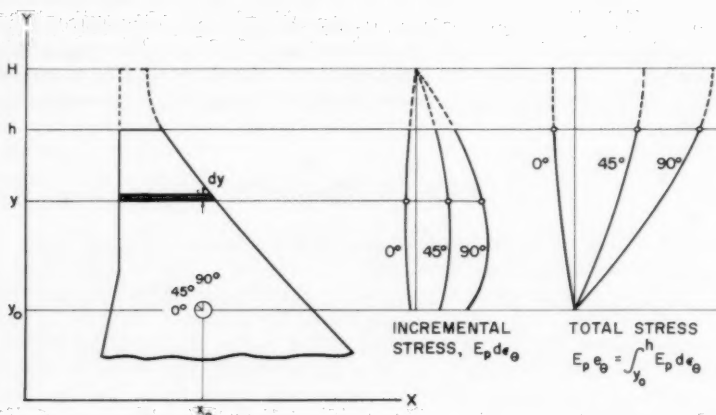 Y
H
h
dy
y
45° 90°
0°
y₀
X
x₀
0° 45° 90°
INCREMENTAL
STRESS, E_p dε_θ
0° 45° 90°
TOTAL STRESS
E_p e_θ = ∫_{y₀}^{h} E_p dε_θ